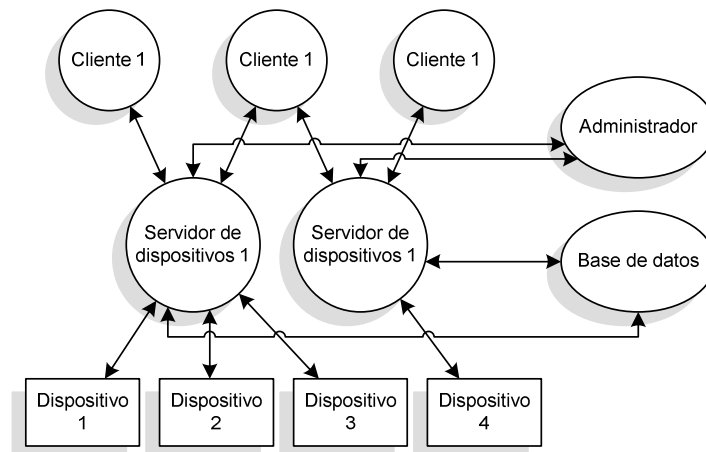 Cliente 1
Cliente 1
Cliente 1
Administrador
Servidor de
dispositivos 1
Servidor de
dispositivos 1
Base de datos
Dispositivo
1
Dispositivo
2
Dispositivo
3
Dispositivo
4